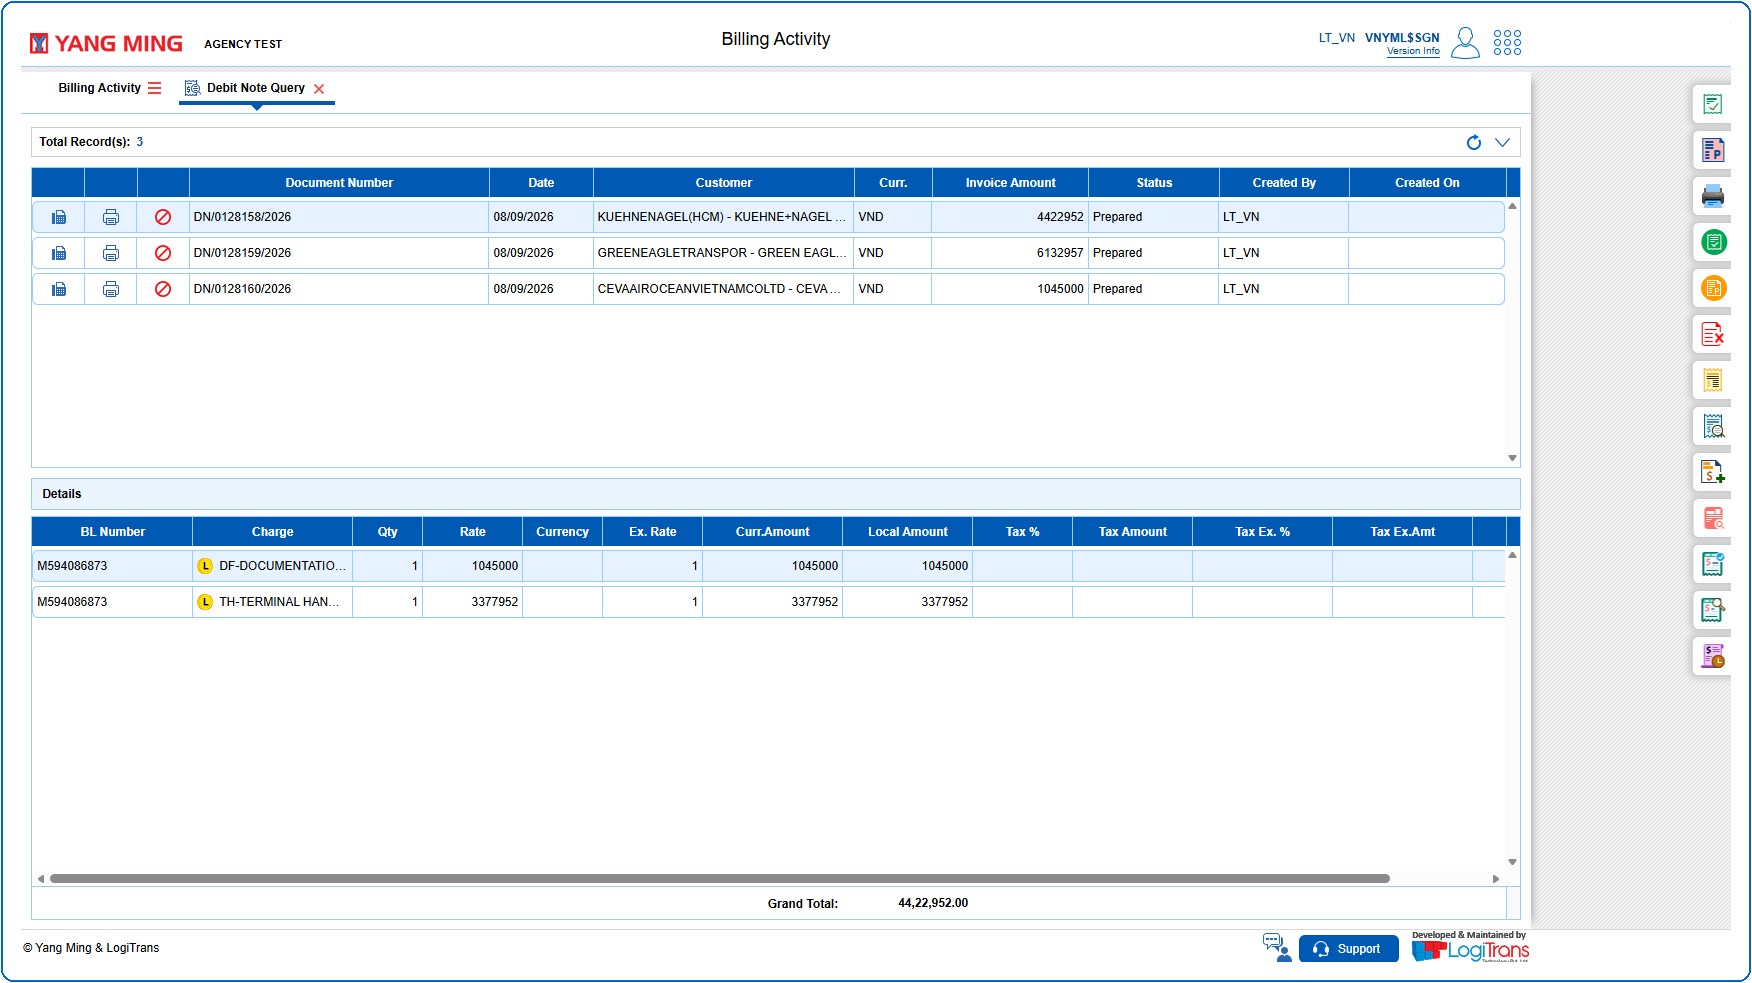 YANG MING AGENCY TEST
Billing Activity
LT_VN VNYML$SGN
Version Info
Billing Activity
Debit Note Query
Total Record(s): 3
Document Number Date Customer Curr. Invoice Amount Status Created By Created On
DN/0128158/2026 08/09/2026 KUEHNENAGEL(HCM) - KUEHNE+NAGEL ... VND 4422952 Prepared LT_VN
DN/0128159/2026 08/09/2026 GREENEAGLETRANSPOR - GREEN EAGL... VND 6132957 Prepared LT_VN
DN/0128160/2026 08/09/2026 CEVAAIROCEANVIETNAMCOLTD - CEVA ... VND 1045000 Prepared LT_VN
Details
BL Number Charge Qty Rate Currency Ex. Rate Curr.Amount Local Amount Tax % Tax Amount Tax Ex. % Tax Ex.Amt
M594086873 L DF-DOCUMENTATIO... 1 1045000 1 1045000 1045000
M594086873 L TH-TERMINAL HAN... 1 3377952 1 3377952 3377952
Grand Total: 44,22,952.00
© Yang Ming & LogiTrans
Support
Developed & Maintained by
LogiTrans
Technology Pvt. Ltd.